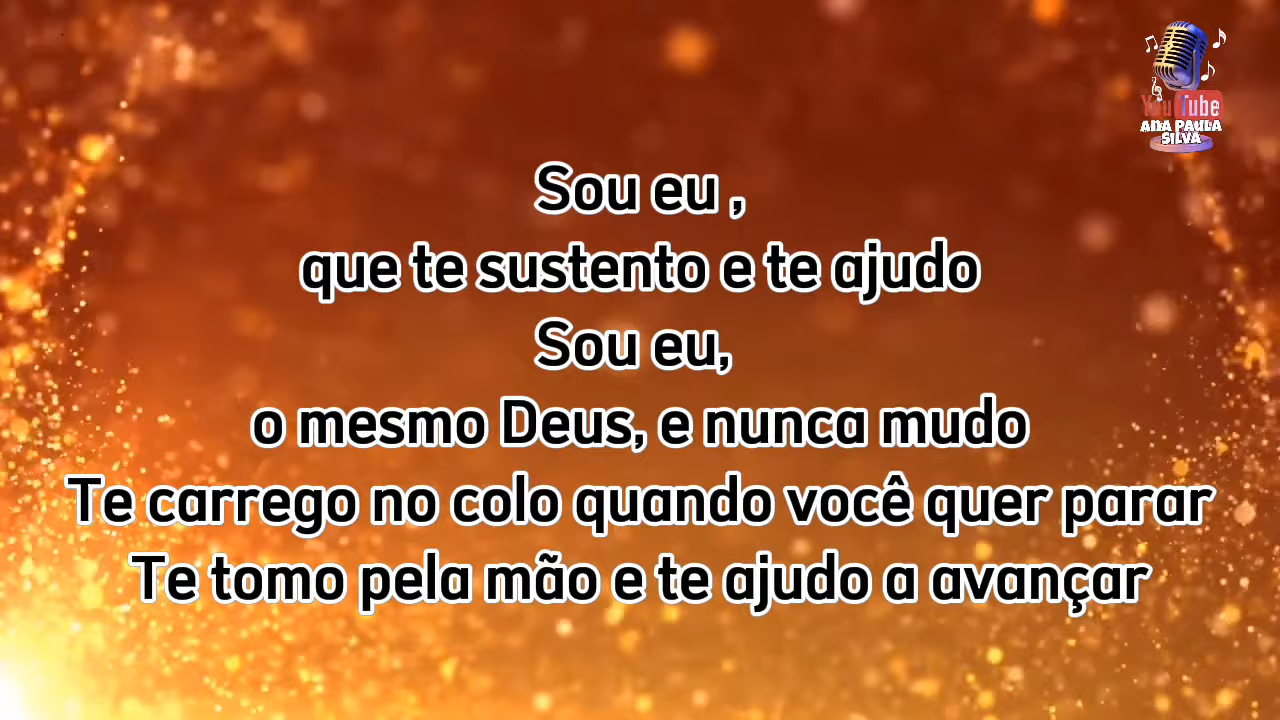 YouTube
ANA PAULA
SILVA
Sou eu ,
que te sustento e te ajudo
Sou eu,
o mesmo Deus, e nunca mudo
Te carrego no colo quando você quer parar
Te tomo pela mão e te ajudo a avançar